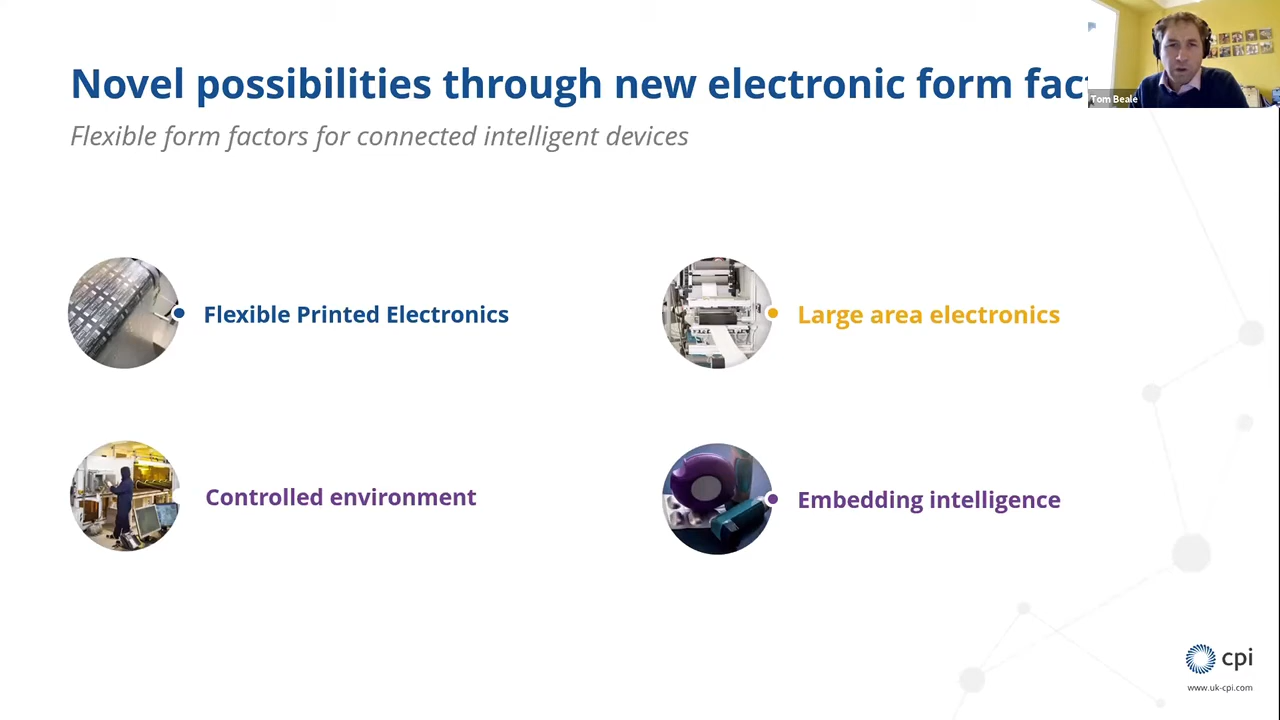 Novel possibilities through new electronic form fac
Tom Beale
Flexible form factors for connected intelligent devices
Flexible Printed Electronics
Large area electronics
Controlled environment
Embedding intelligence
cpi
www.uk-cpi.com